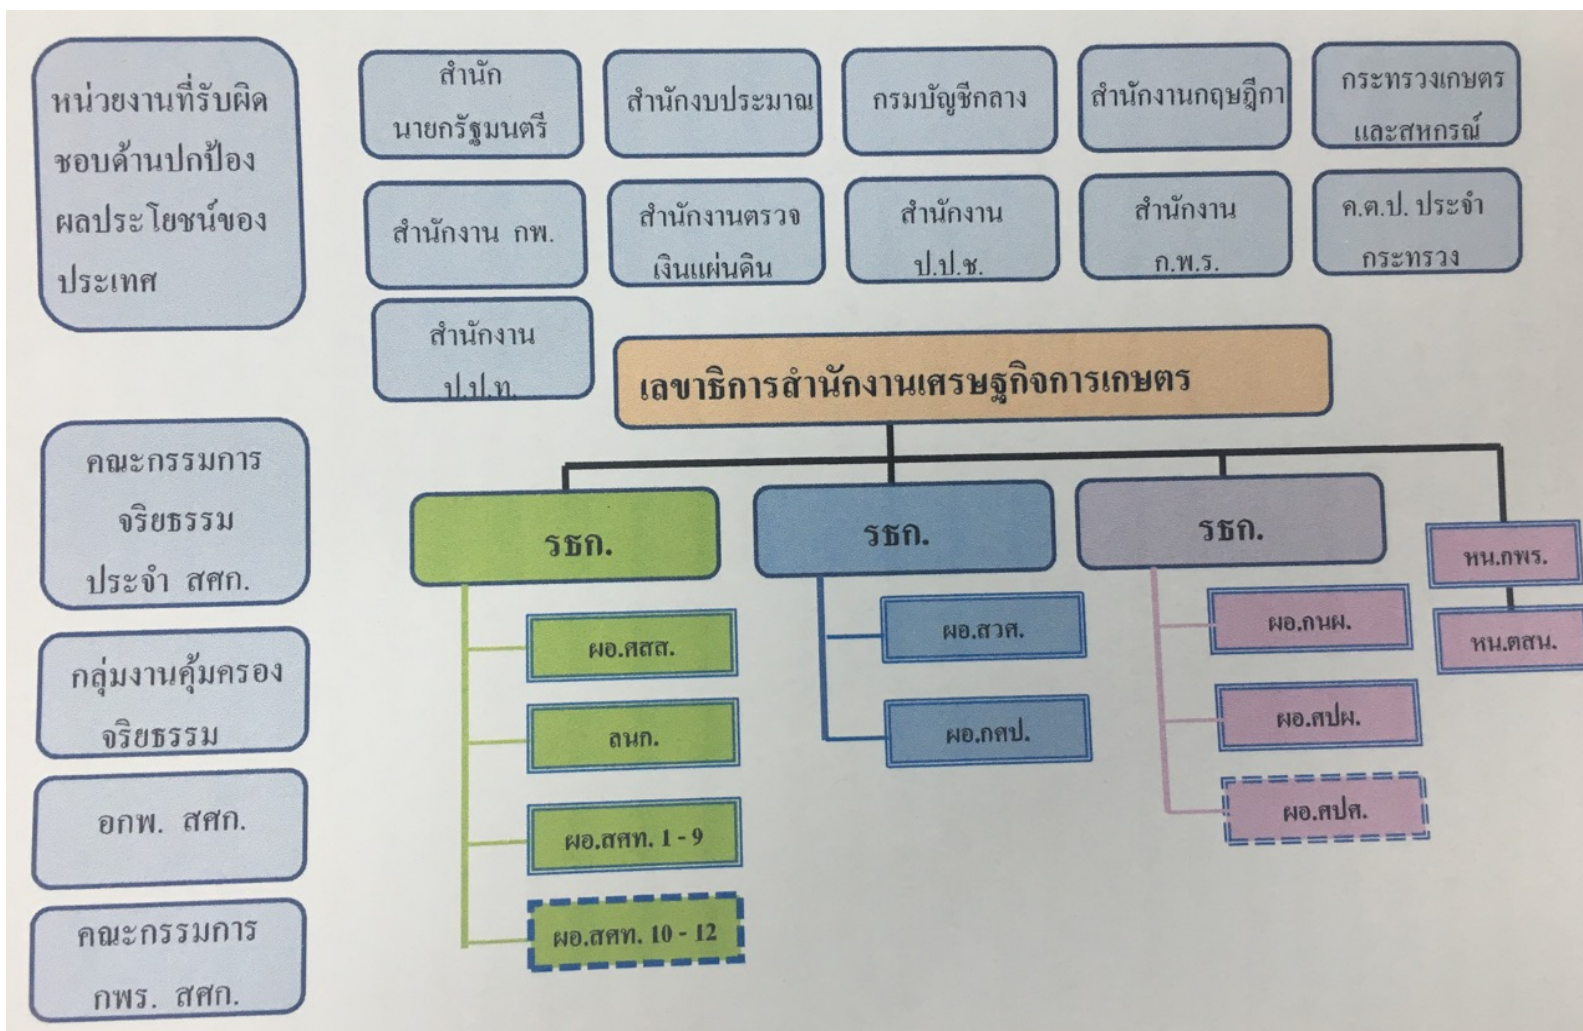 หน่วยงานที่รับผิด
ชอบด้านปกป้อง
ผลประโยชน์ของ
ประเทศ
สำนัก
นายกรัฐมนตรี
สำนักงบประมาณ
กรมบัญชีกลาง
สำนักงานกฤษฎีกา
กระทรวงเกษตร
และสหกรณ์
สำนักงาน กพ.
สำนักงานตรวจ
เงินแผ่นดิน
สำนักงาน
ป.ป.ช.
สำนักงาน
ก.พ.ร.
ค.ต.ป. ประจำ
กระทรวง
สำนักงาน
ป.ป.ท.
เลขาธิการสำนักงานเศรษฐกิจการเกษตร
คณะกรรมการ
จริยธรรม
ประจำ สศก.
กลุ่มงานคุ้มครอง
จริยธรรม
อกพ. สศก.
คณะกรรมการ
กพร. สศก.
รธก.
ผอ.ศสส.
ลนก.
ผอ.สศท. 1 - 9
ผอ.สศท. 10 - 12
รธก.
ผอ.สวศ.
ผอ.กศป.
รธก.
ผอ.กนผ.
ผอ.ศปผ.
ผอ.ศปศ.
หน.กพร.
หน.ตสน.